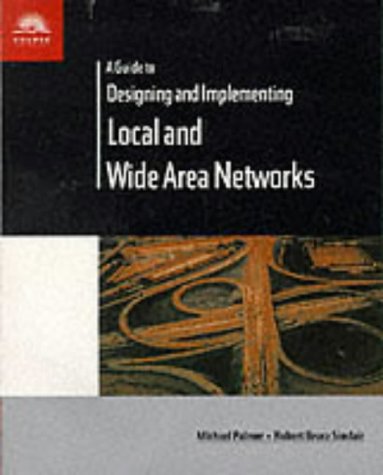 A Guide to
Designing and Implementing
Local and
Wide Area Networks
Michael Palmer • Robert Bruce Sinclair